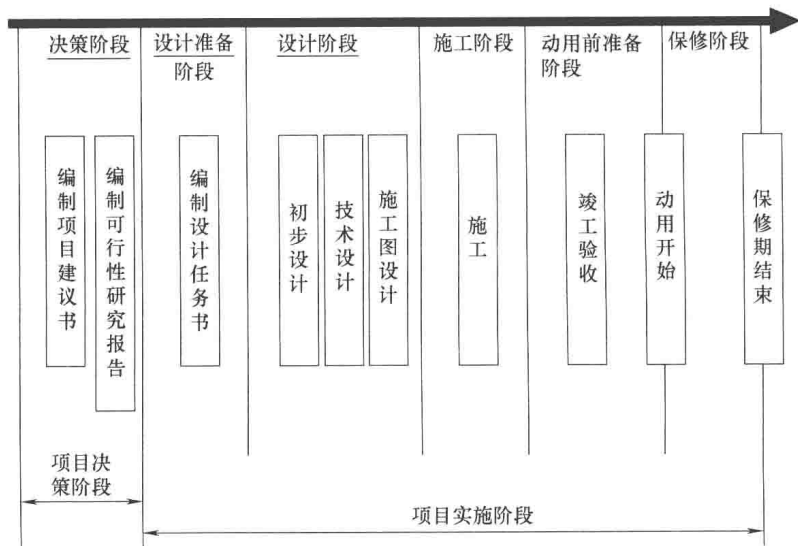 决策阶段
设计准备
阶段
设计阶段
施工阶段
动用前准备
阶段
保修阶段
编制项目建议书
编制可行性研究报告
编制设计任务书
初步设计
技术设计
施工图设计
施工
竣工验收
动用开始
保修期结束
项目决
策阶段
项目实施阶段